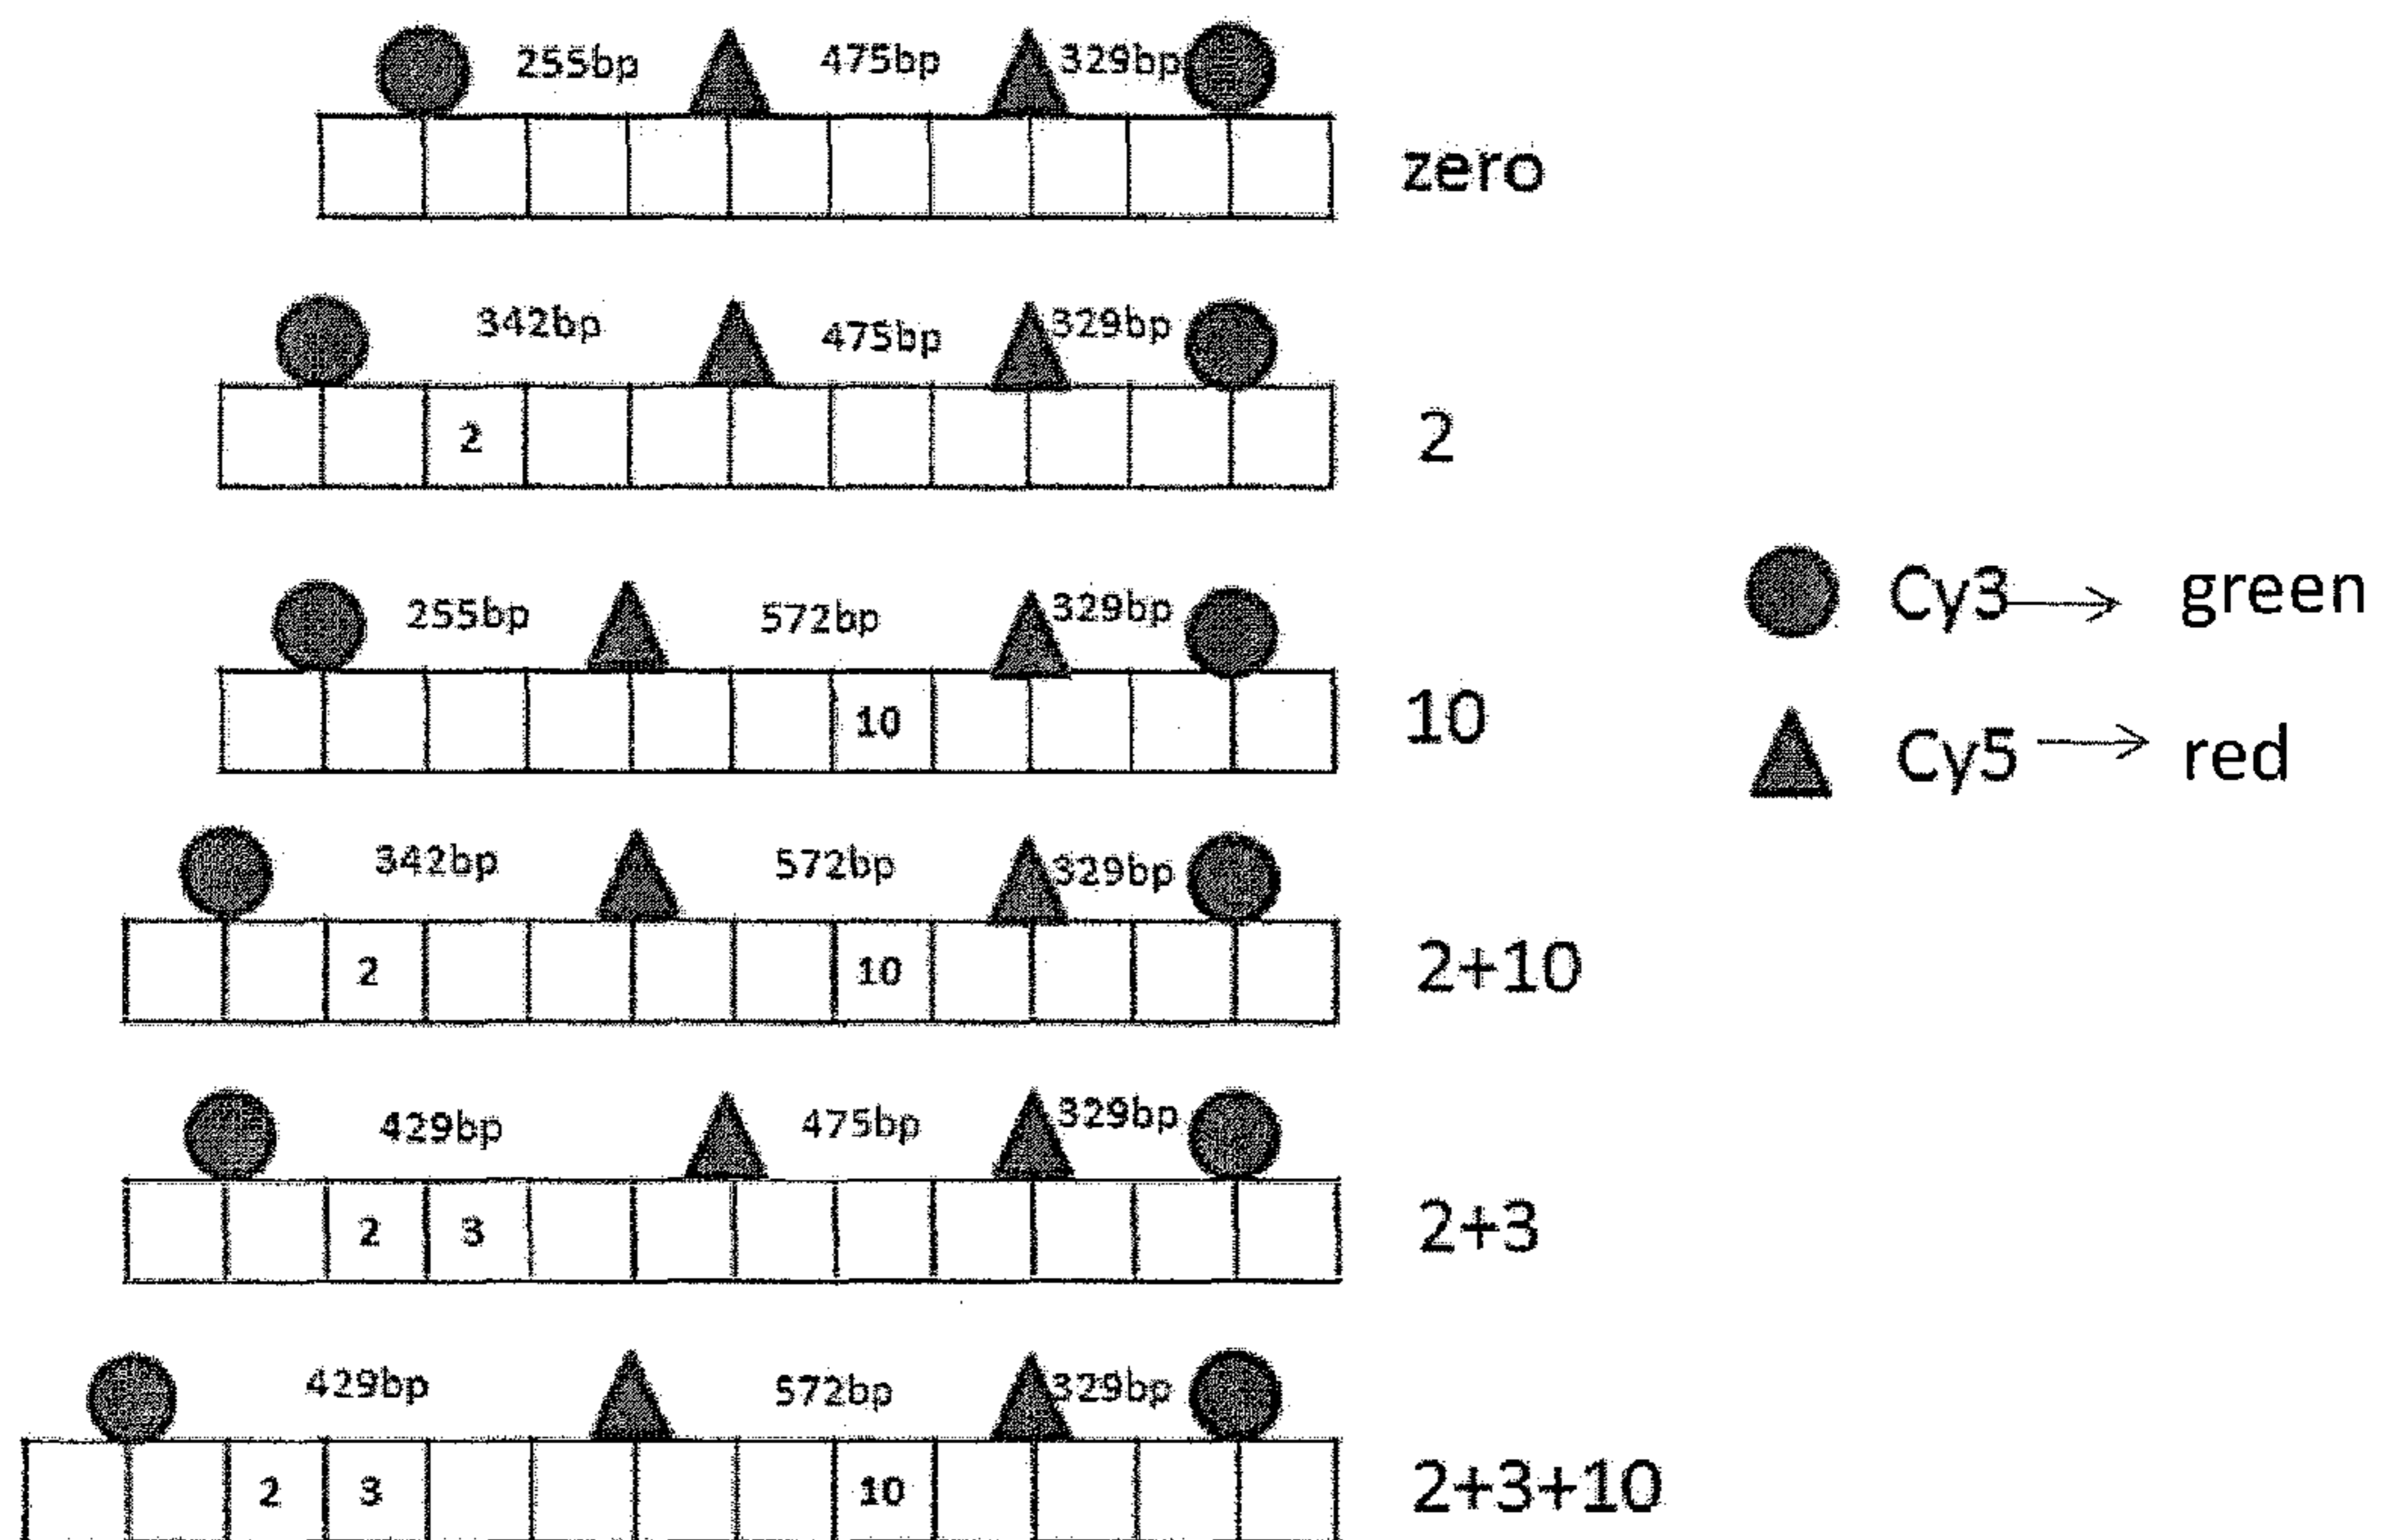 255bp 475bp 329bp
zero
342bp 475bp 329bp
2
2
255bp 572bp 329bp
10
10
Cy3 → green
Cy5 → red
342bp 572bp 329bp
2 10
2+10
429bp 475bp 329bp
2 3
2+3
429bp 572bp 329bp
2 3 10
2+3+10